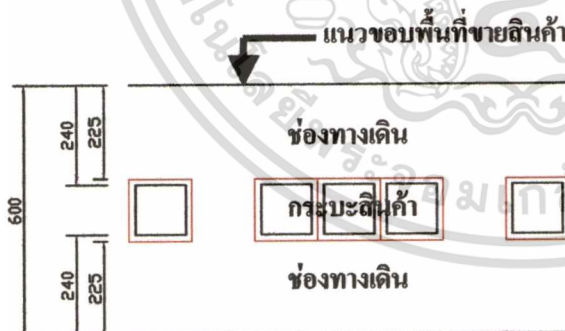 แนวขอบพื้นที่ขายสินค้า
240
225
ช่องทางเดิน
600
กระบะสินค้า
240
225
ช่องทางเดิน